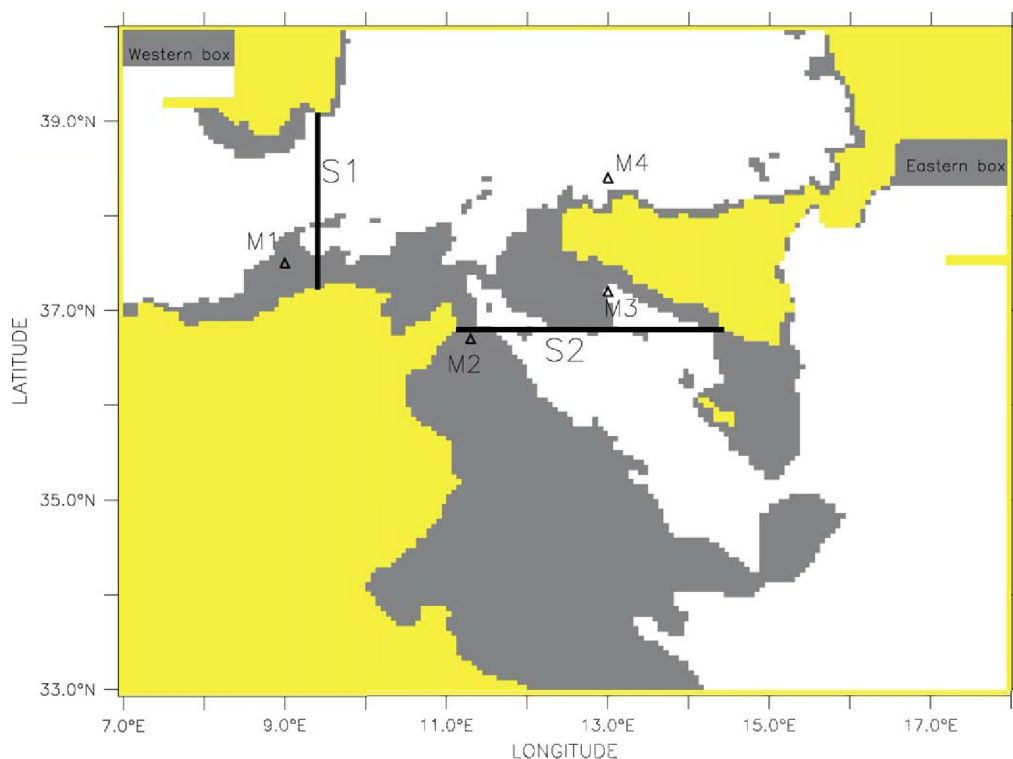 Western box
39.0°N
S1
M4
Eastern box
M1
37.0°N
M3
S2
M2
LATITUDE
35.0°N
33.0°N
7.0°E 9.0°E 11.0°E 13.0°E 15.0°E 17.0°E
LONGITUDE